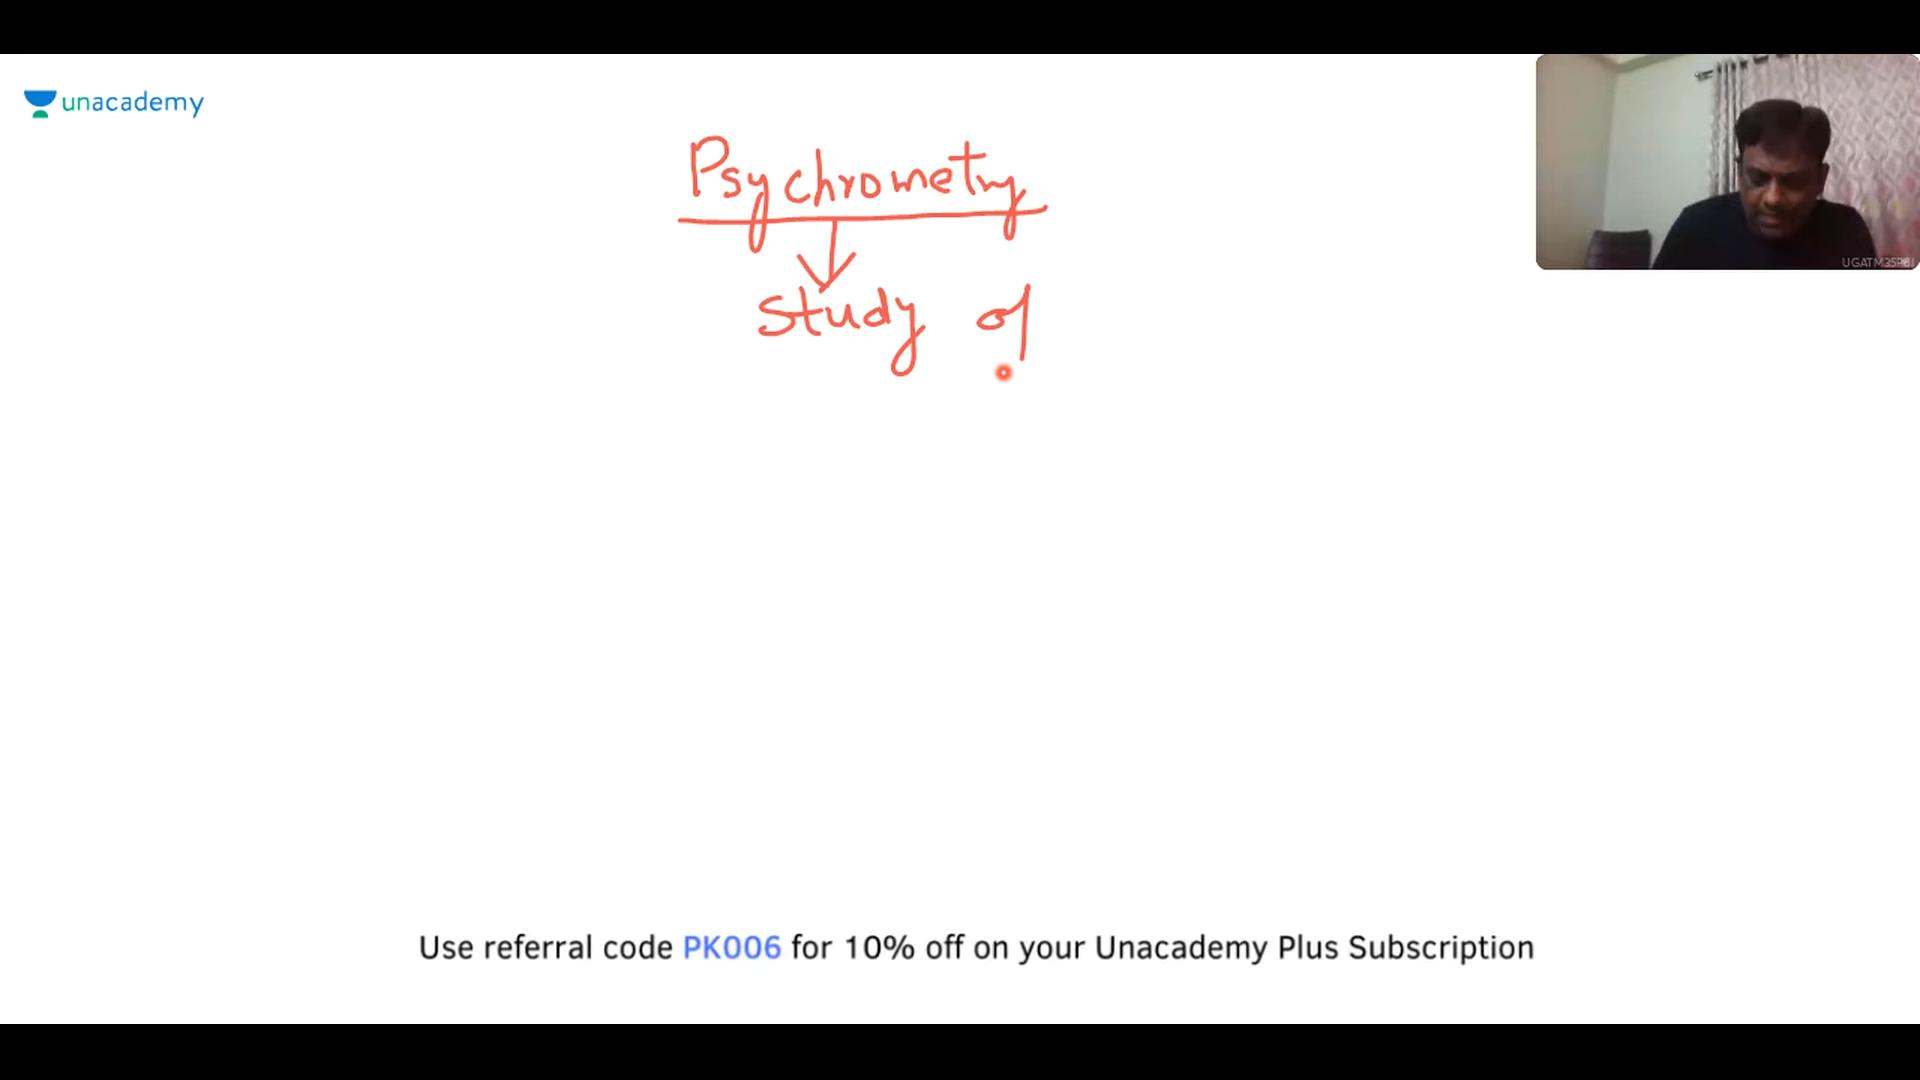 unacademy
Psychrometry
Study of
Use referral code PK006 for 10% off on your Unacademy Plus Subscription